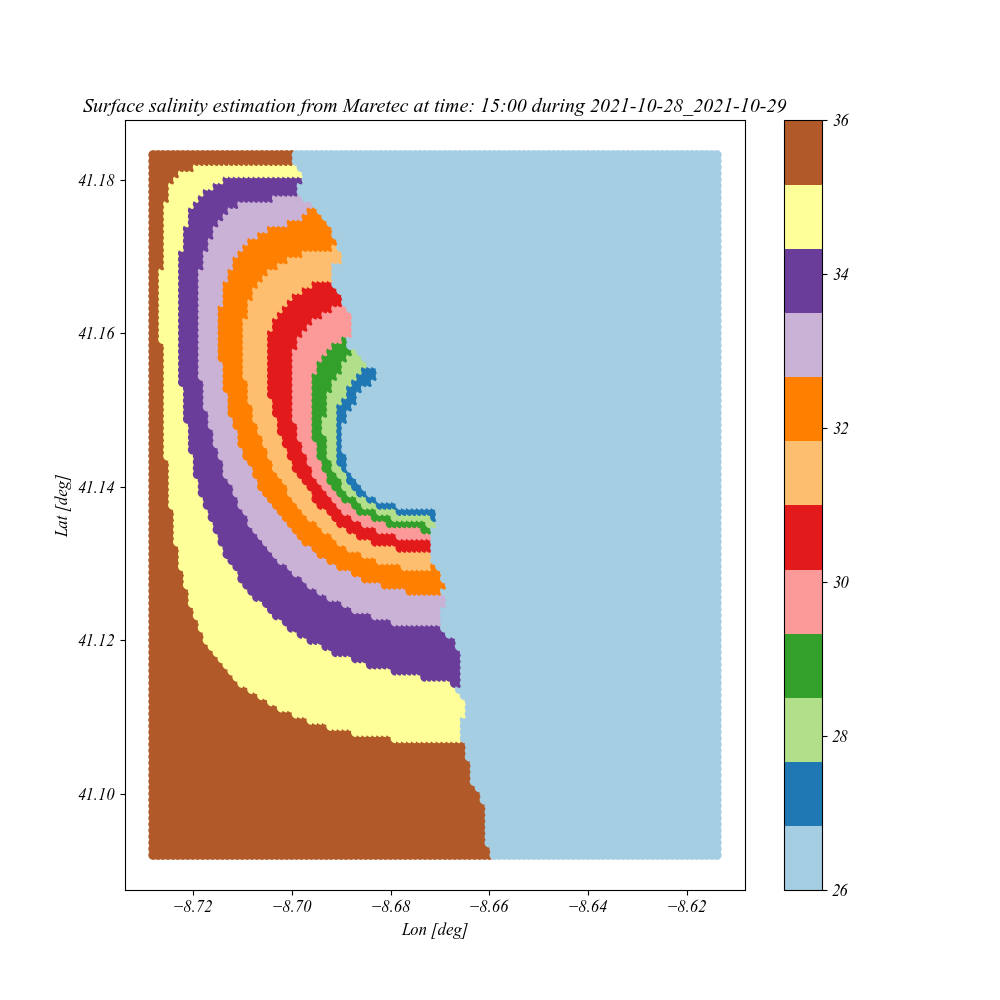 Surface salinity estimation from Maretec at time: 15:00 during 2021-10-28_2021-10-29
36
41.18
34
41.16
32
Lat [deg]
41.14
30
41.12
28
41.10
26
−8.72 −8.70 −8.68 −8.66 −8.64 −8.62
Lon [deg]